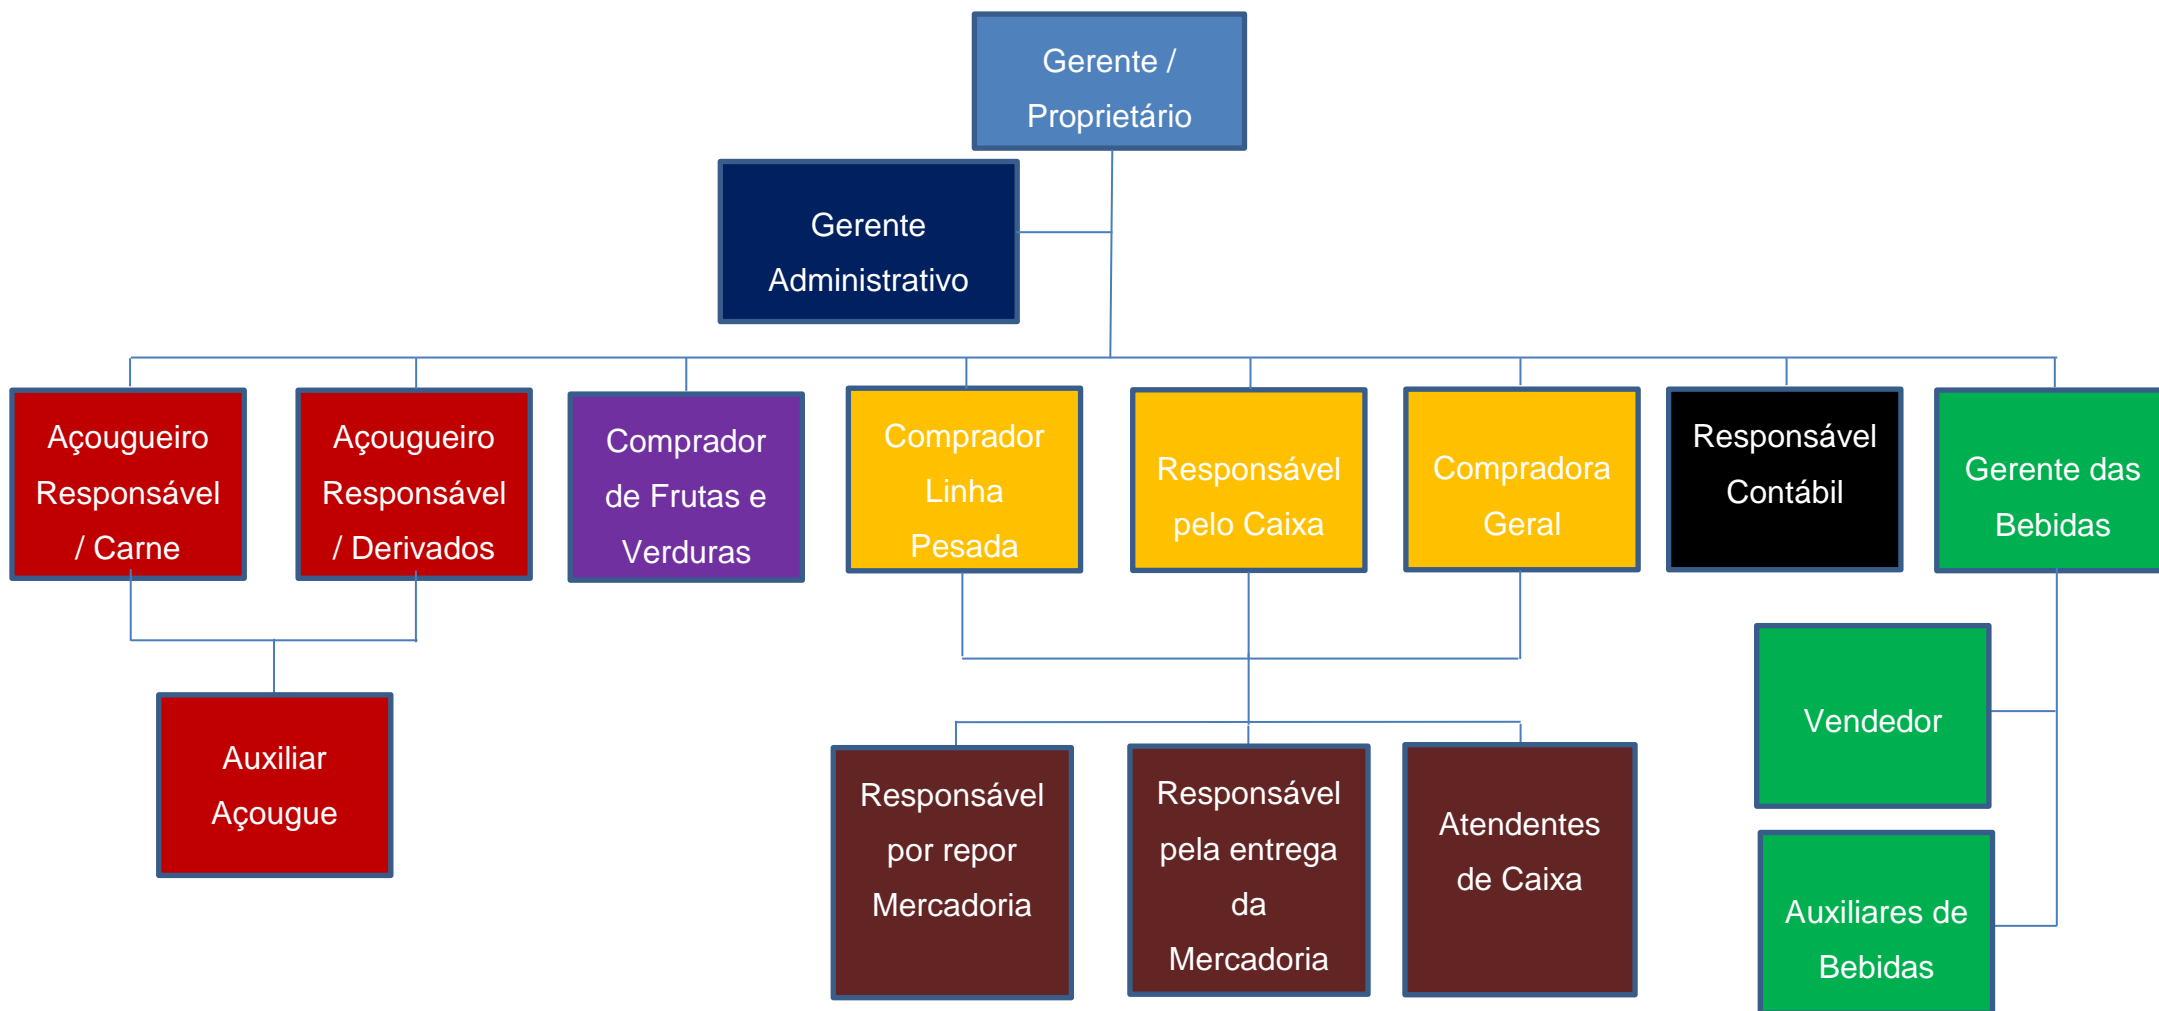 Gerente /
Proprietário
Gerente
Administrativo
Açougueiro
Responsável
/ Carne
Açougueiro
Responsável
/ Derivados
Comprador
de Frutas e
Verduras
Comprador
Linha
Pesada
Responsável
pelo Caixa
Compradora
Geral
Responsável
Contábil
Gerente das
Bebidas
Auxiliar
Açougue
Responsável
por repor
Mercadoria
Responsável
pela entrega
da
Mercadoria
Atendentes
de Caixa
Vendedor
Auxiliares de
Bebidas